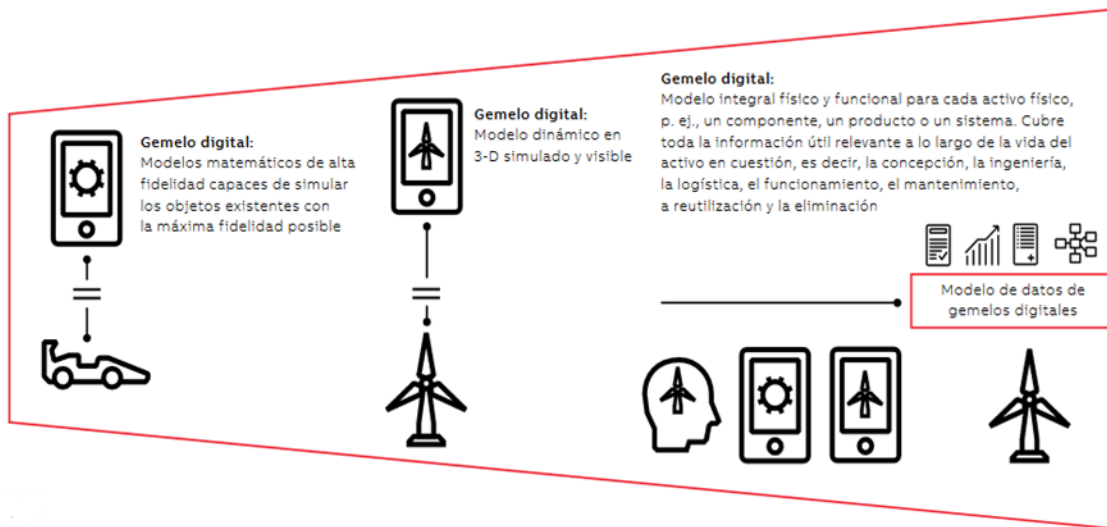 Gemelo digital:
Modelos matemáticos de alta
fidelidad capaces de simular
los objetos existentes con
la máxima fidelidad posible
Gemelo digital:
Modelo dinámico en
3-D simulado y visible
Gemelo digital:
Modelo integral físico y funcional para cada activo físico,
p. ej., un componente, un producto o un sistema. Cubre
toda la información útil relevante a lo largo de la vida del
activo en cuestión, es decir, la concepción, la ingeniería,
la logística, el funcionamiento, el mantenimiento,
a reutilización y la eliminación
Modelo de datos de
gemelos digitales